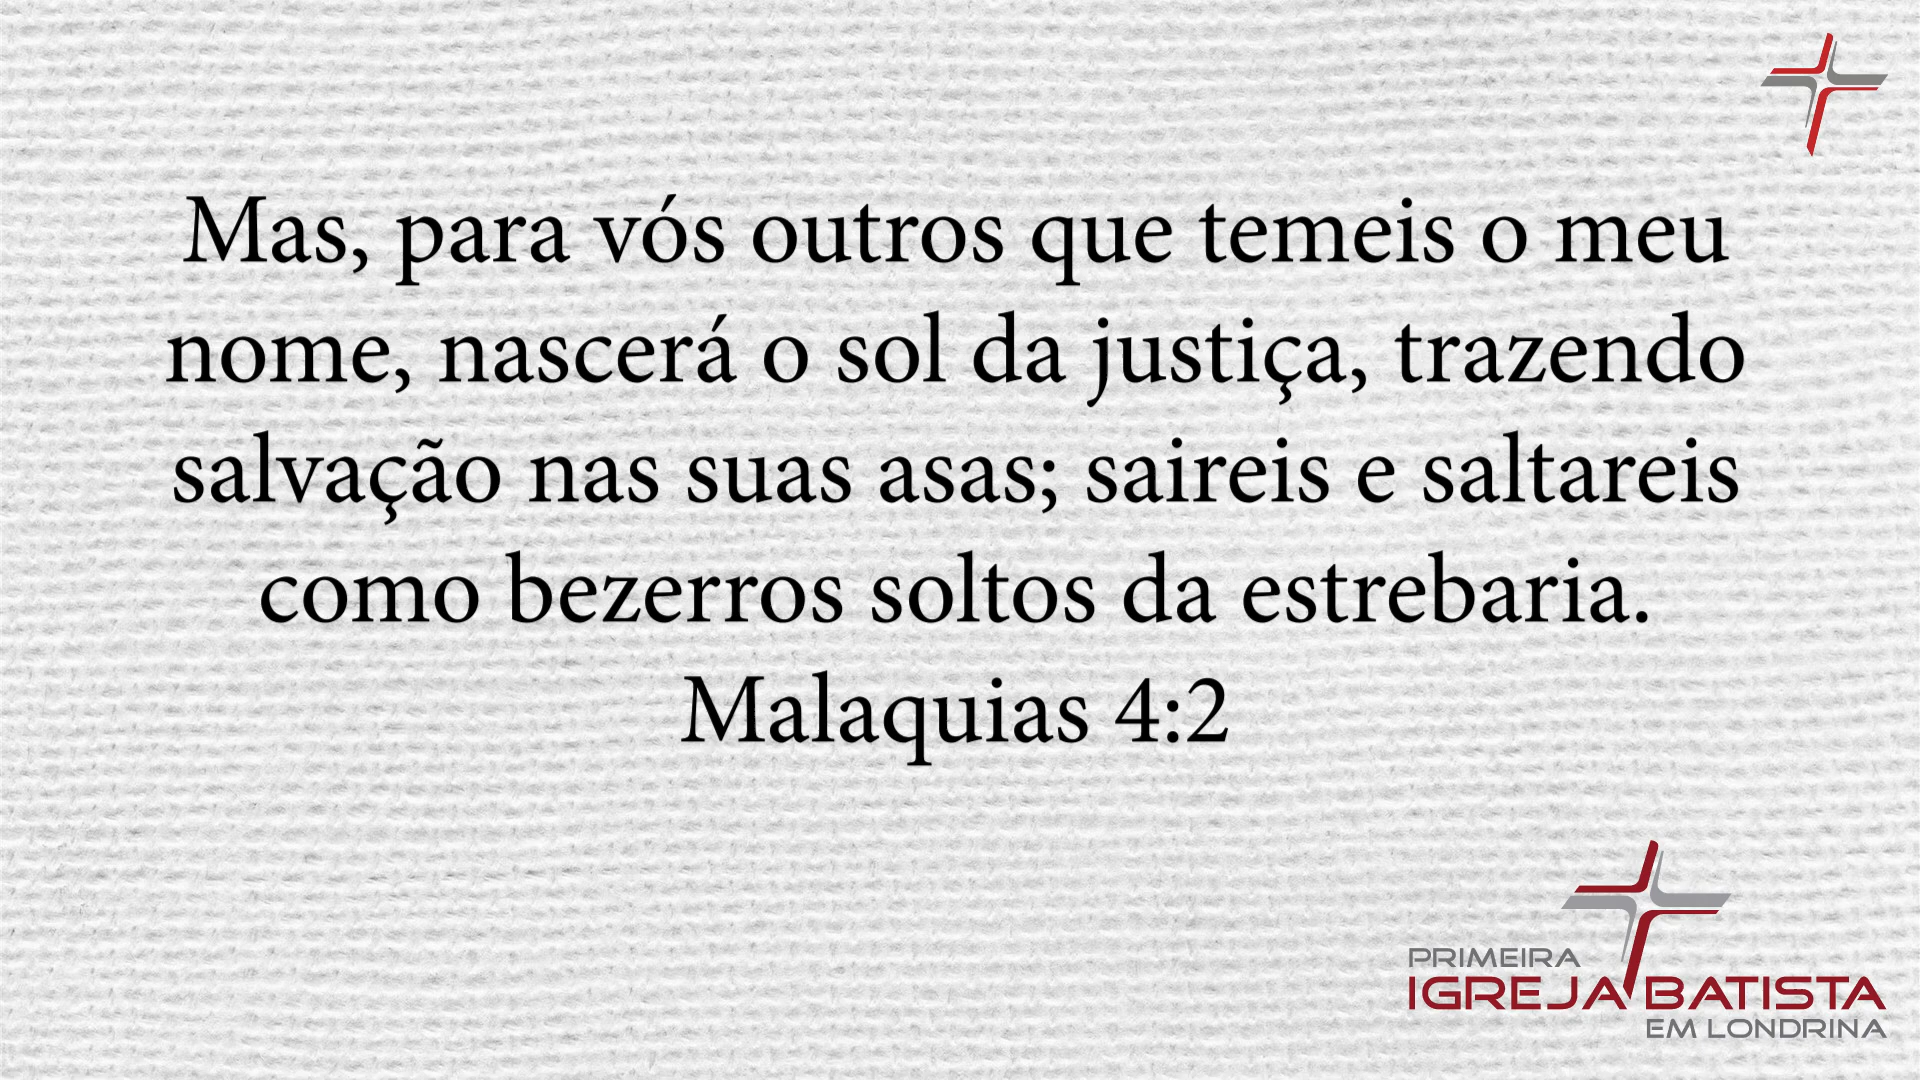 Mas, para vós outros que temeis o meu
nome, nascerá o sol da justiça, trazendo
salvação nas suas asas; saireis e saltareis
como bezerros soltos da estrebaria.
Malaquias 4:2
PRIMEIRA
IGREJA BATISTA
EM LONDRINA